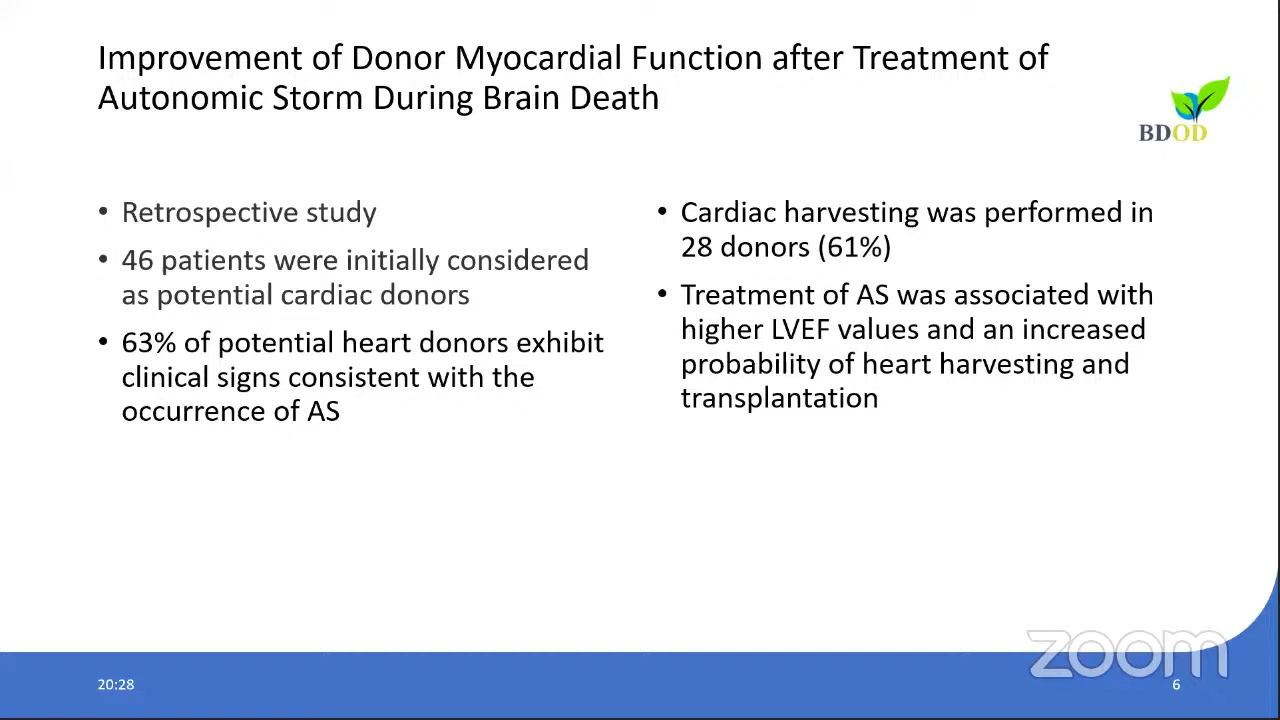 Improvement of Donor Myocardial Function after Treatment of
Autonomic Storm During Brain Death
BDOD
• Retrospective study
• 46 patients were initially considered
as potential cardiac donors
• 63% of potential heart donors exhibit
clinical signs consistent with the
occurrence of AS
• Cardiac harvesting was performed in
28 donors (61%)
• Treatment of AS was associated with
higher LVEF values and an increased
probability of heart harvesting and
transplantation
zoom
20:28
6